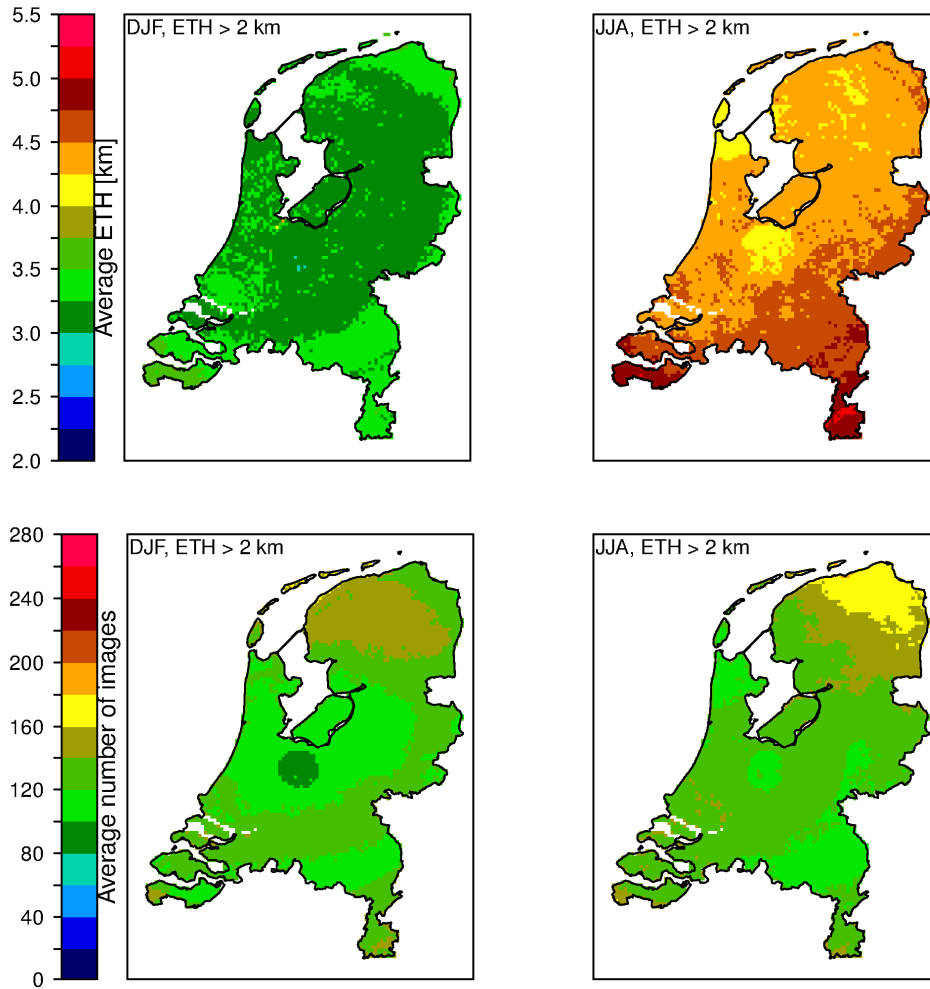 DJF, ETH > 2 km
JJA, ETH > 2 km
5.5
5.0
4.5
4.0
3.5
3.0
2.5
2.0
Average ETH [km]
DJF, ETH > 2 km
JJA, ETH > 2 km
280
240
200
160
120
80
40
0
Average number of images